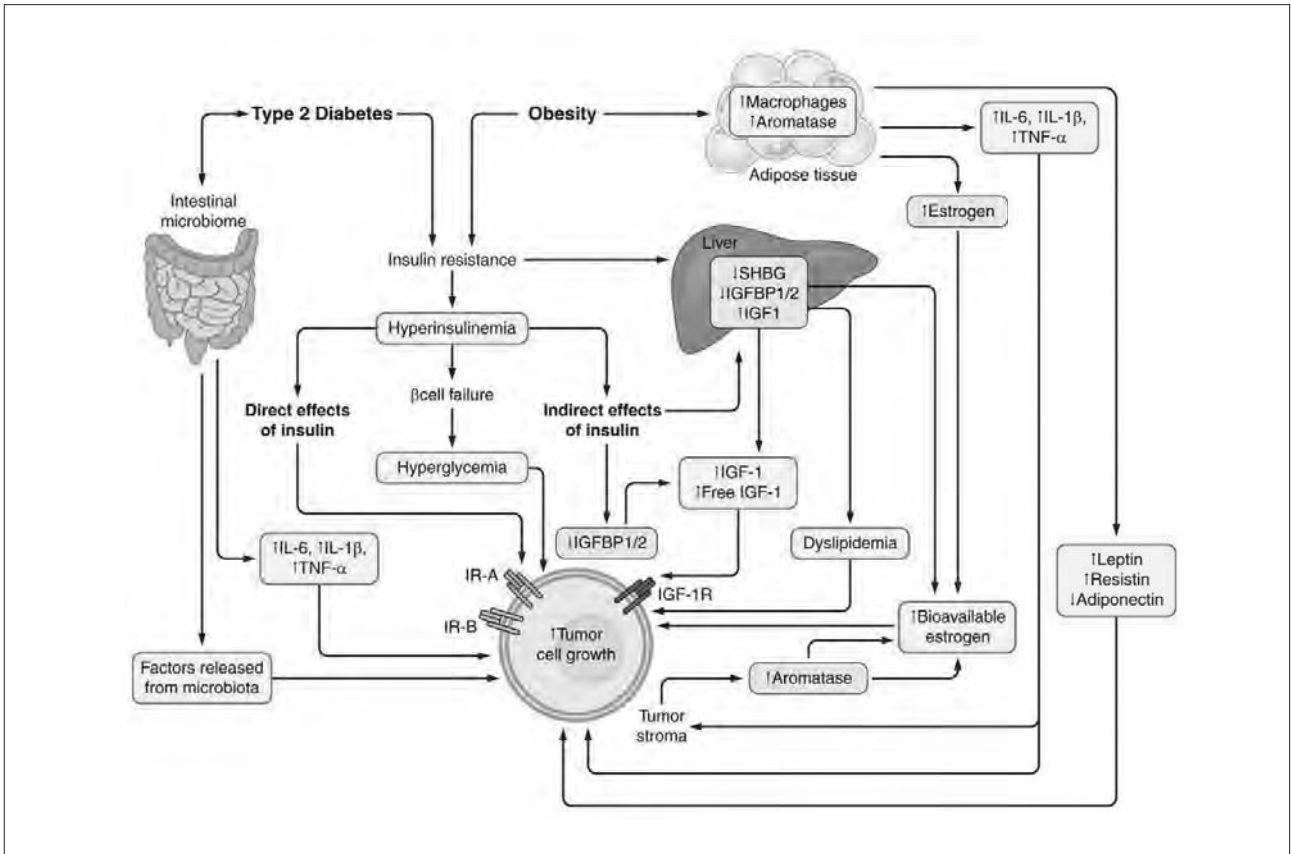 Type 2 Diabetes
Obesity
↑Macrophages
↑Aromatase
Adipose tissue
↑IL-6, ↑IL-1β,
↑TNF-α
Intestinal
microbiome
↑Estrogen
Insulin resistance
Liver
↓SHBG
↓IGFBP1/2
↑IGF1
Hyperinsulinemia
βcell failure
Direct effects
of insulin
Indirect effects
of insulin
Hyperglycemia
↑IGF-1
↑Free IGF-1
↓IGFBP1/2
Dyslipidemia
↑IL-6, ↑IL-1β,
↑TNF-α
↑Leptin
↑Resistin
↓Adiponectin
IR-A
IGF-1R
IR-B
↑Tumor
cell growth
↑Bioavailable
estrogen
Factors released
from microbiota
↑Aromatase
Tumor
stroma